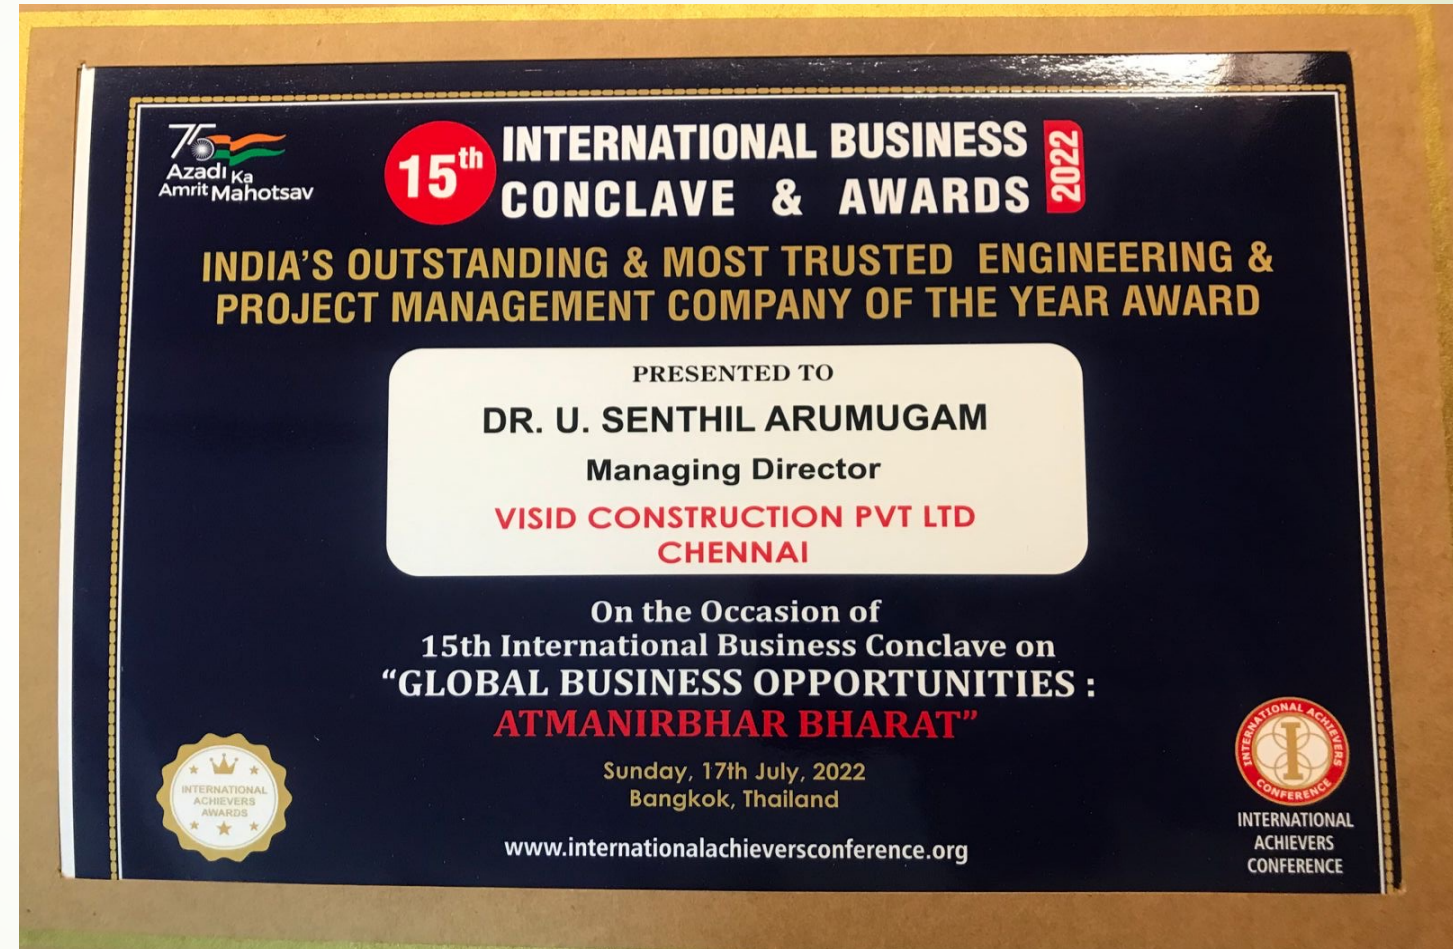 75
Azadi Ka
Amrit Mahotsav
15th INTERNATIONAL BUSINESS
CONCLAVE & AWARDS 2022
INDIA'S OUTSTANDING & MOST TRUSTED ENGINEERING &
PROJECT MANAGEMENT COMPANY OF THE YEAR AWARD
PRESENTED TO
DR. U. SENTHIL ARUMUGAM
Managing Director
VISID CONSTRUCTION PVT LTD
CHENNAI
On the Occasion of
15th International Business Conclave on
“GLOBAL BUSINESS OPPORTUNITIES :
ATMANIRBHAR BHARAT”
Sunday, 17th July, 2022
Bangkok, Thailand
www.internationalachieversconference.org
INTERNATIONAL
ACHIEVERS
AWARDS
INTERNATIONAL ACHIEVERS
CONFERENCE
I
INTERNATIONAL
ACHIEVERS
CONFERENCE